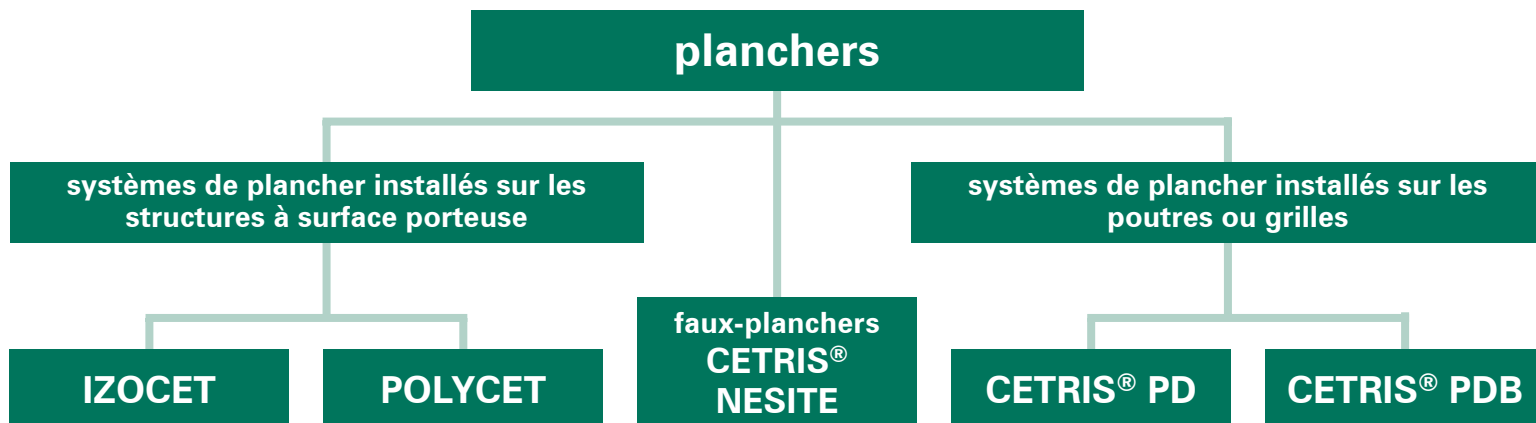 planchers
systèmes de plancher installés sur les
structures à surface porteuse
systèmes de plancher installés sur les
poutres ou grilles
IZOCET
POLYCET
faux-planchers
CETRIS®
NESITE
CETRIS® PD
CETRIS® PDB